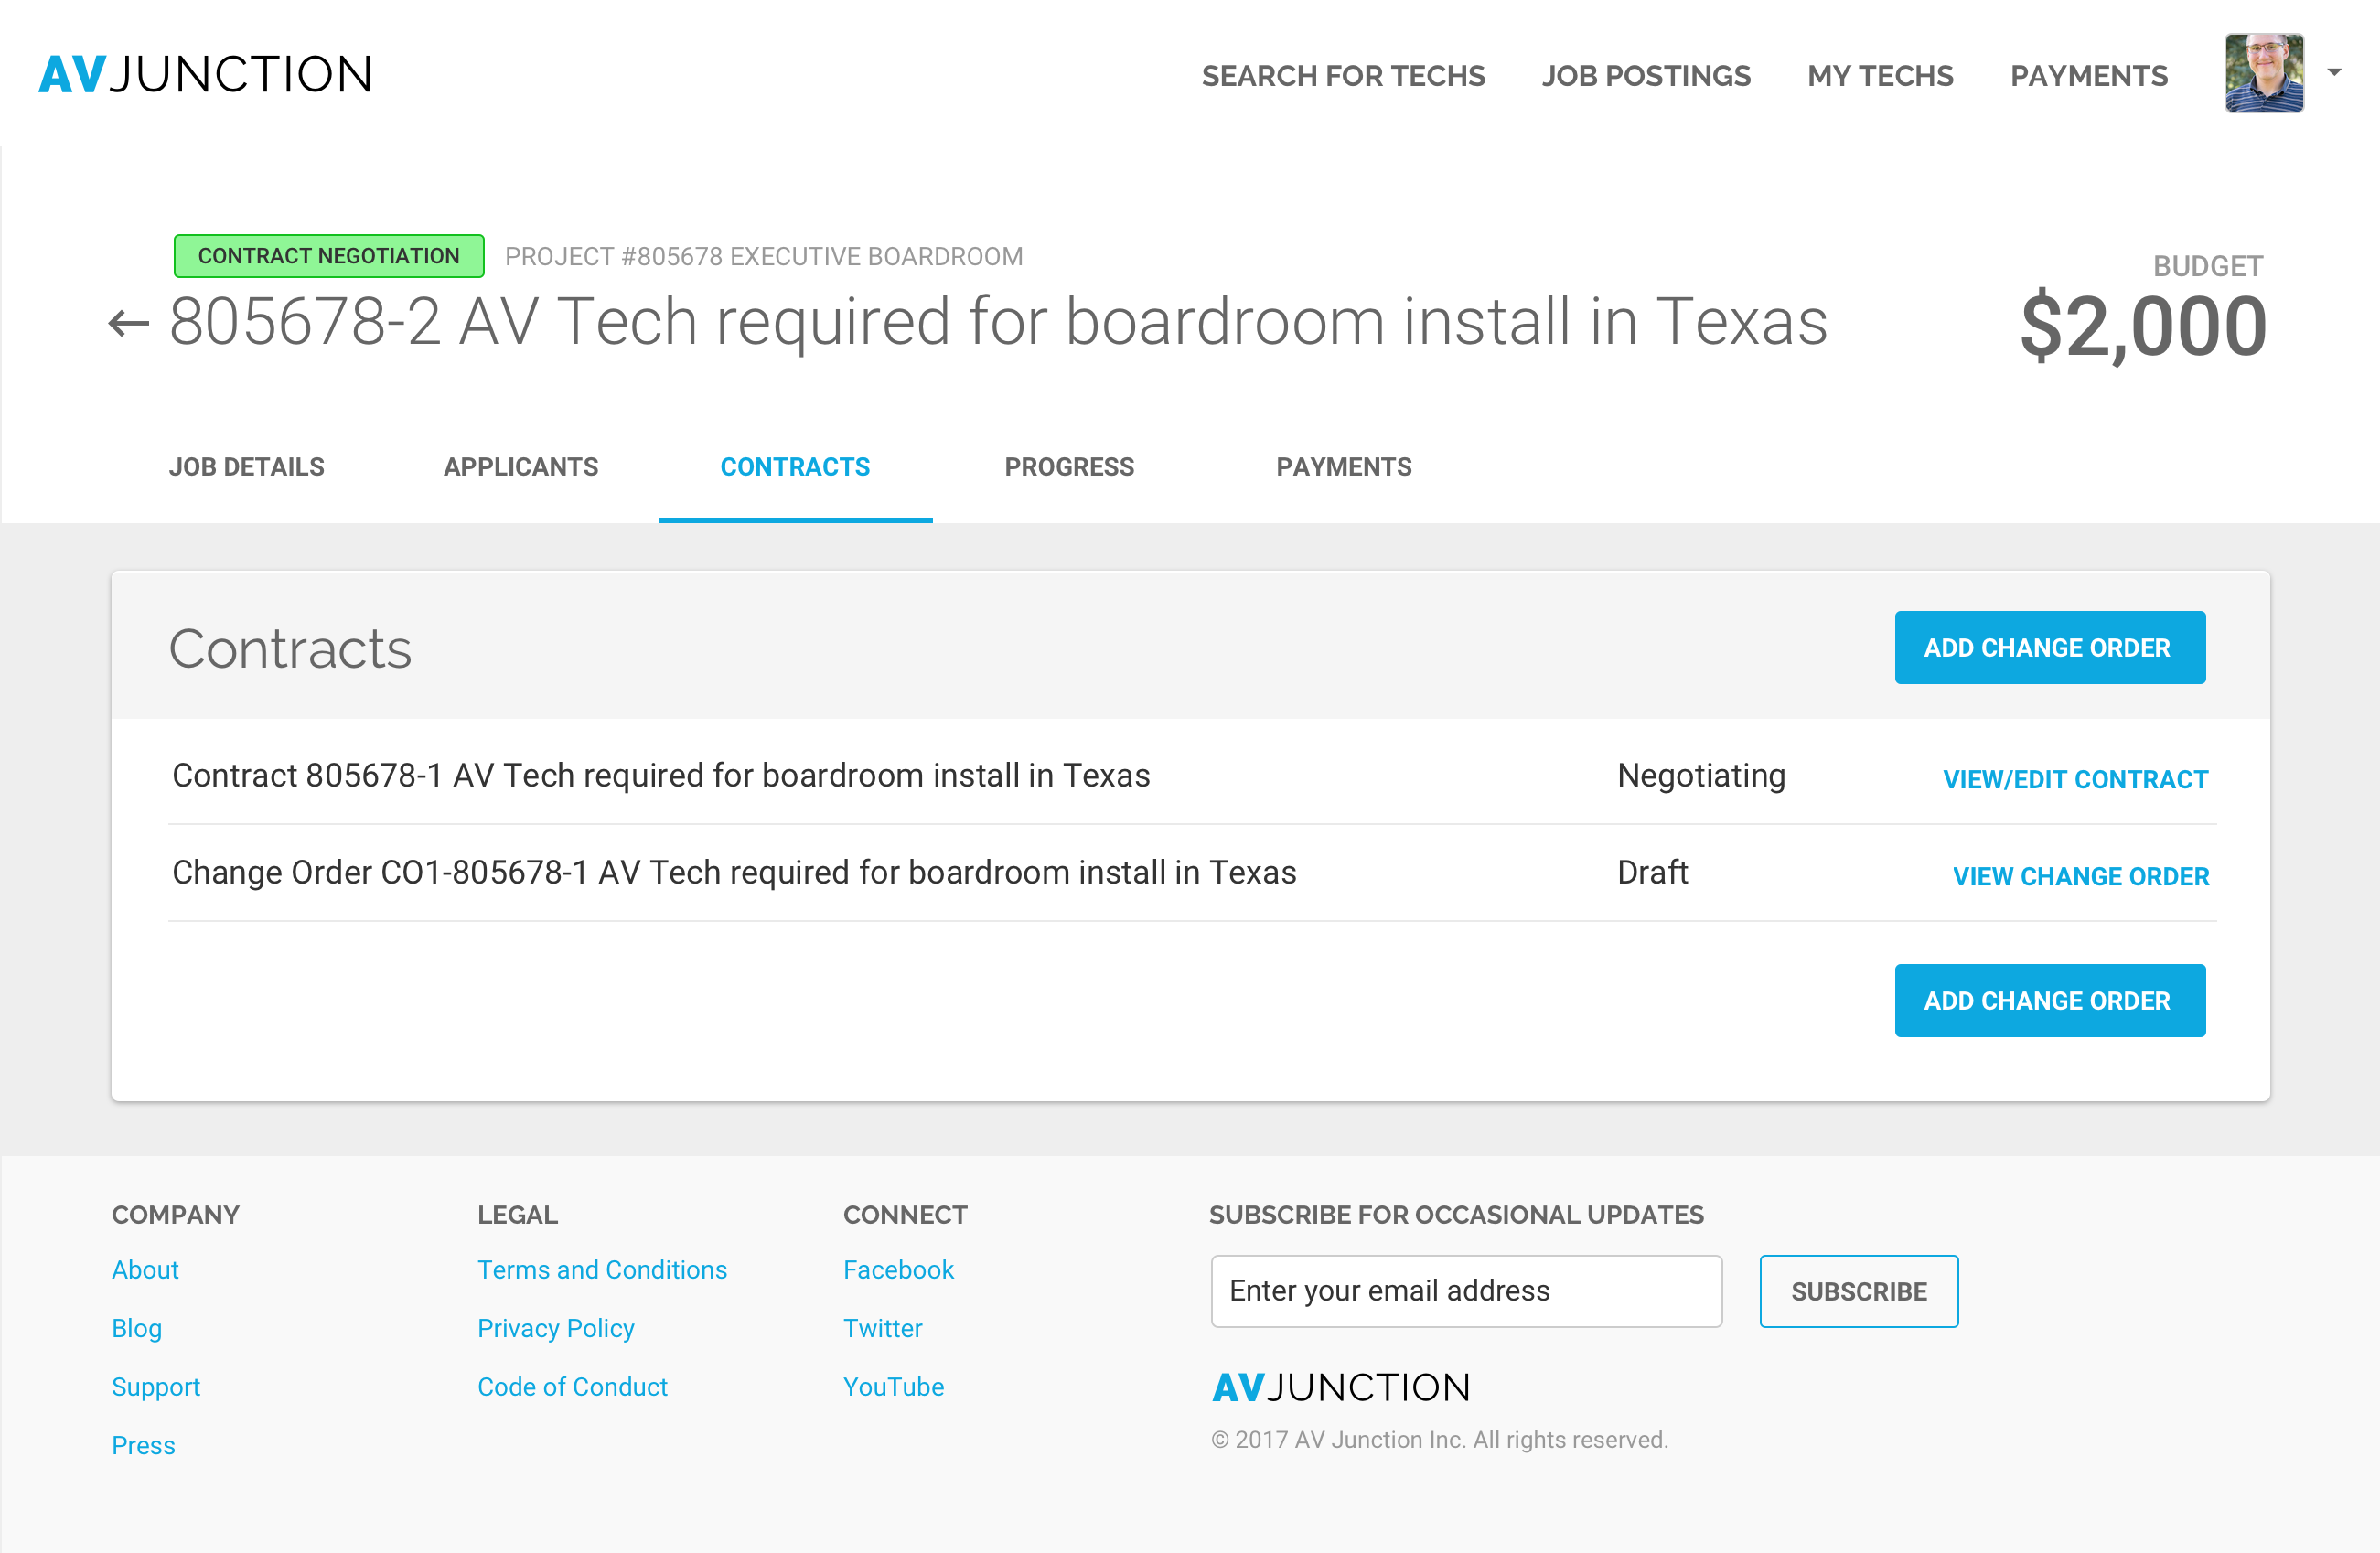 AVJUNCTION
SEARCH FOR TECHS
JOB POSTINGS
MY TECHS
PAYMENTS
CONTRACT NEGOTIATION
PROJECT #805678 EXECUTIVE BOARDROOM
805678-2 AV Tech required for boardroom install in Texas
BUDGET
$2,000
JOB DETAILS
APPLICANTS
CONTRACTS
PROGRESS
PAYMENTS
Contracts
ADD CHANGE ORDER
Contract 805678-1 AV Tech required for boardroom install in Texas
Negotiating
VIEW/EDIT CONTRACT
Change Order CO1-805678-1 AV Tech required for boardroom install in Texas
Draft
VIEW CHANGE ORDER
ADD CHANGE ORDER
COMPANY
About
Blog
Support
Press
LEGAL
Terms and Conditions
Privacy Policy
Code of Conduct
CONNECT
Facebook
Twitter
YouTube
SUBSCRIBE FOR OCCASIONAL UPDATES
Enter your email address
SUBSCRIBE
AVJUNCTION
© 2017 AV Junction Inc. All rights reserved.